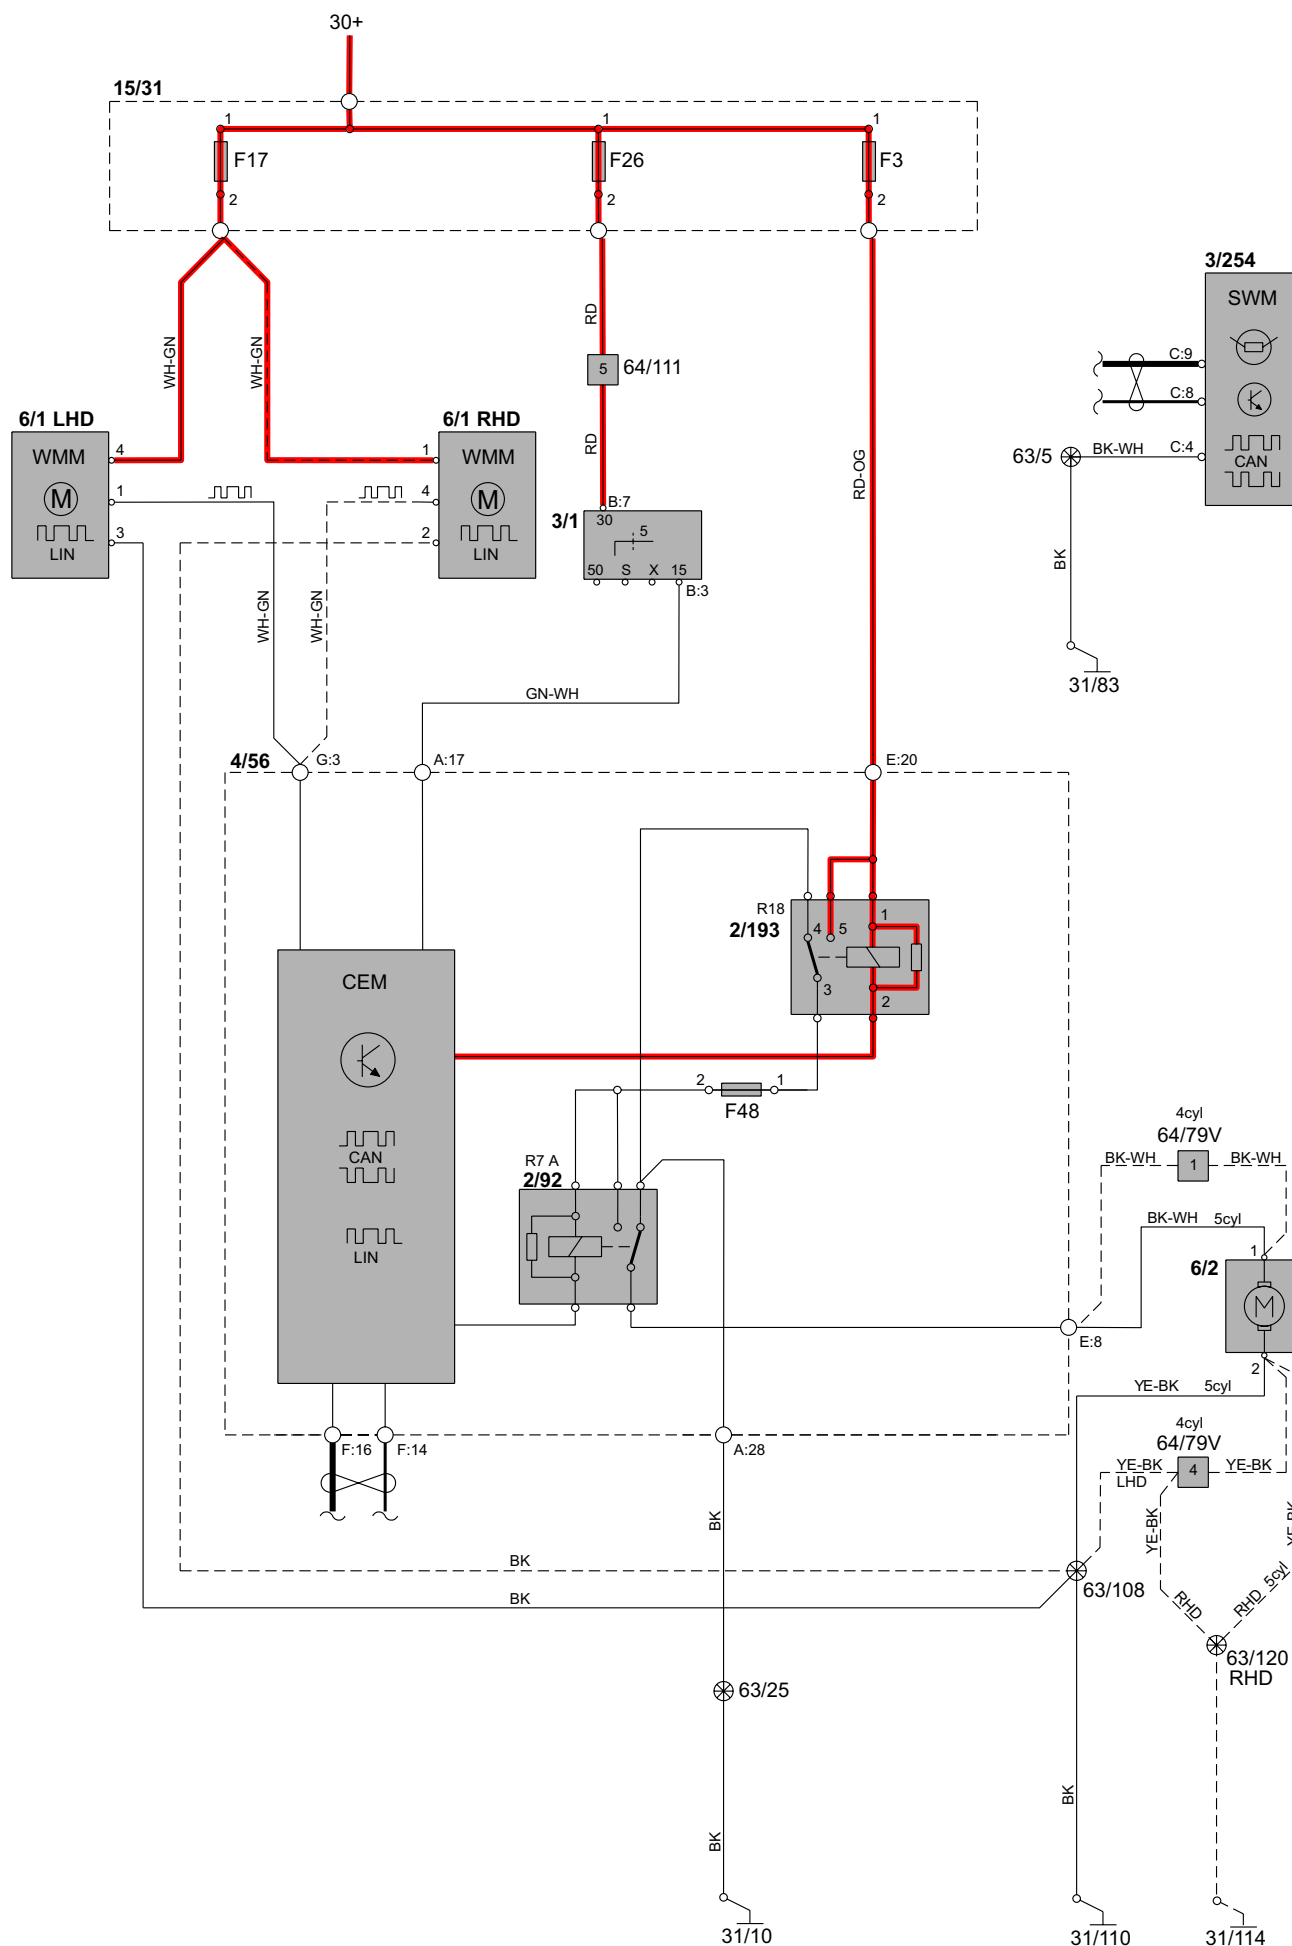 30+
15/31
1
1
1
F17
F26
F3
2
2
2
3/254
SWM
RD
WH-GN
WH-GN
5
64/111
C:9
C:8
6/1 LHD
6/1 RHD
WMM
4
1
WMM
RD
RD-OG
63/5
BK-WH
C:4
CAN
M
1
4
M
B:7
3/1
30
3
2
5
LIN
LIN
50
S
X
15
B:3
BK
WH-GN
WH-GN
31/83
GN-WH
4/56
G:3
A:17
E:20
R18
2/193
4
5
1
3
2
CEM
2
1
F48
4cyl
64/79V
BK-WH
1
BK-WH
CAN
R7 A
2/92
BK-WH
5cyl
1
6/2
LIN
M
E:8
2
YE-BK
5cyl
4cyl
64/79V
F:16
F:14
A:28
YE-BK
LHD
4
YE-BK
BK
YE-BK
YE-BK
BK
63/108
RHD
RHD
5cyl
BK
63/120
RHD
63/25
BK
BK
31/10
31/110
31/114